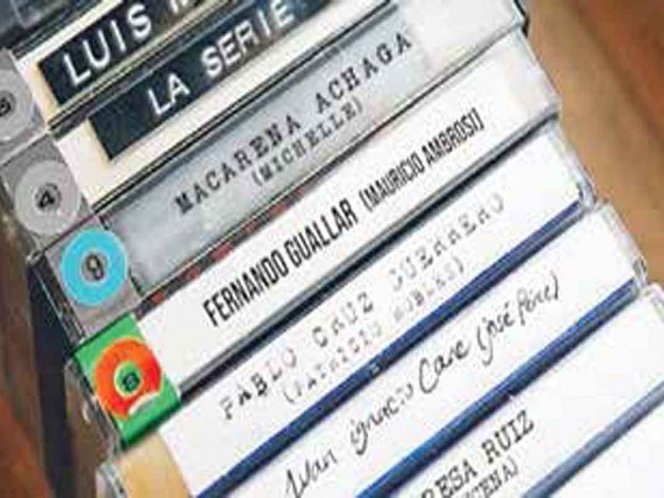 LUIS
LA SERIE
MACARENA ACHAGA
(MICHELLE)
FERNANDO GUALLAR (MAURICIO AMBROSI)
PABLO CRUZ GUERRERO
(PATRICIO ROBLES)
Juan ignacio Cane (josé Pérez)
RESA RUIZ
CENA)
4
9
8